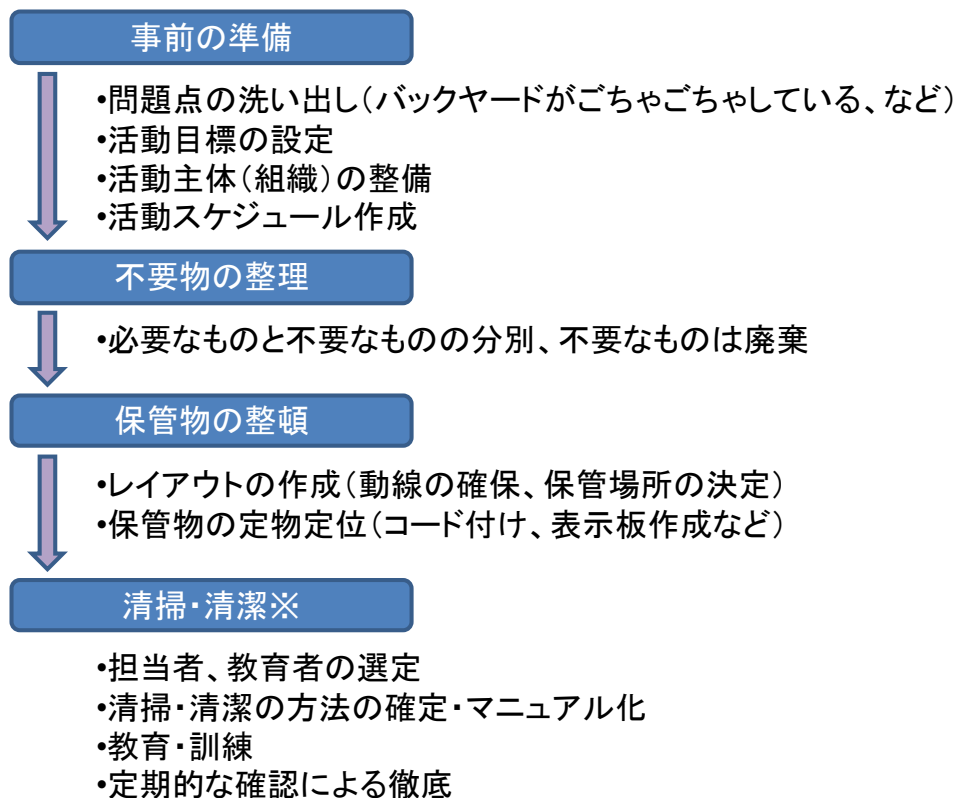 事前の準備
•問題点の洗い出し(バックヤードがごちゃごちゃしている、など)
•活動目標の設定
•活動主体(組織)の整備
•活動スケジュール作成
不要物の整理
•必要なものと不要なものの分別、不要なものは廃棄
保管物の整頓
•レイアウトの作成(動線の確保、保管場所の決定)
•保管物の定物定位(コード付け、表示板作成など)
清掃・清潔※
•担当者、教育者の選定
•清掃・清潔の方法の確定・マニュアル化
•教育・訓練
•定期的な確認による徹底